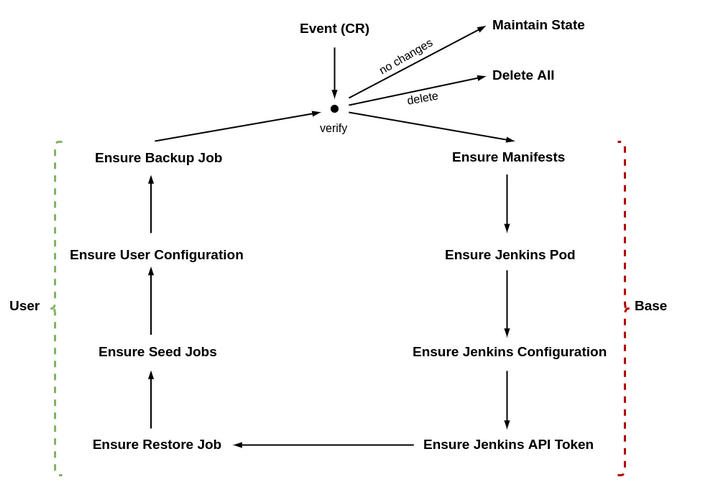 Event (CR)
Maintain State
no changes
Delete All
delete
verify
Ensure Backup Job
Ensure Manifests
Ensure User Configuration
Ensure Jenkins Pod
User
Base
Ensure Seed Jobs
Ensure Jenkins Configuration
Ensure Restore Job
Ensure Jenkins API Token